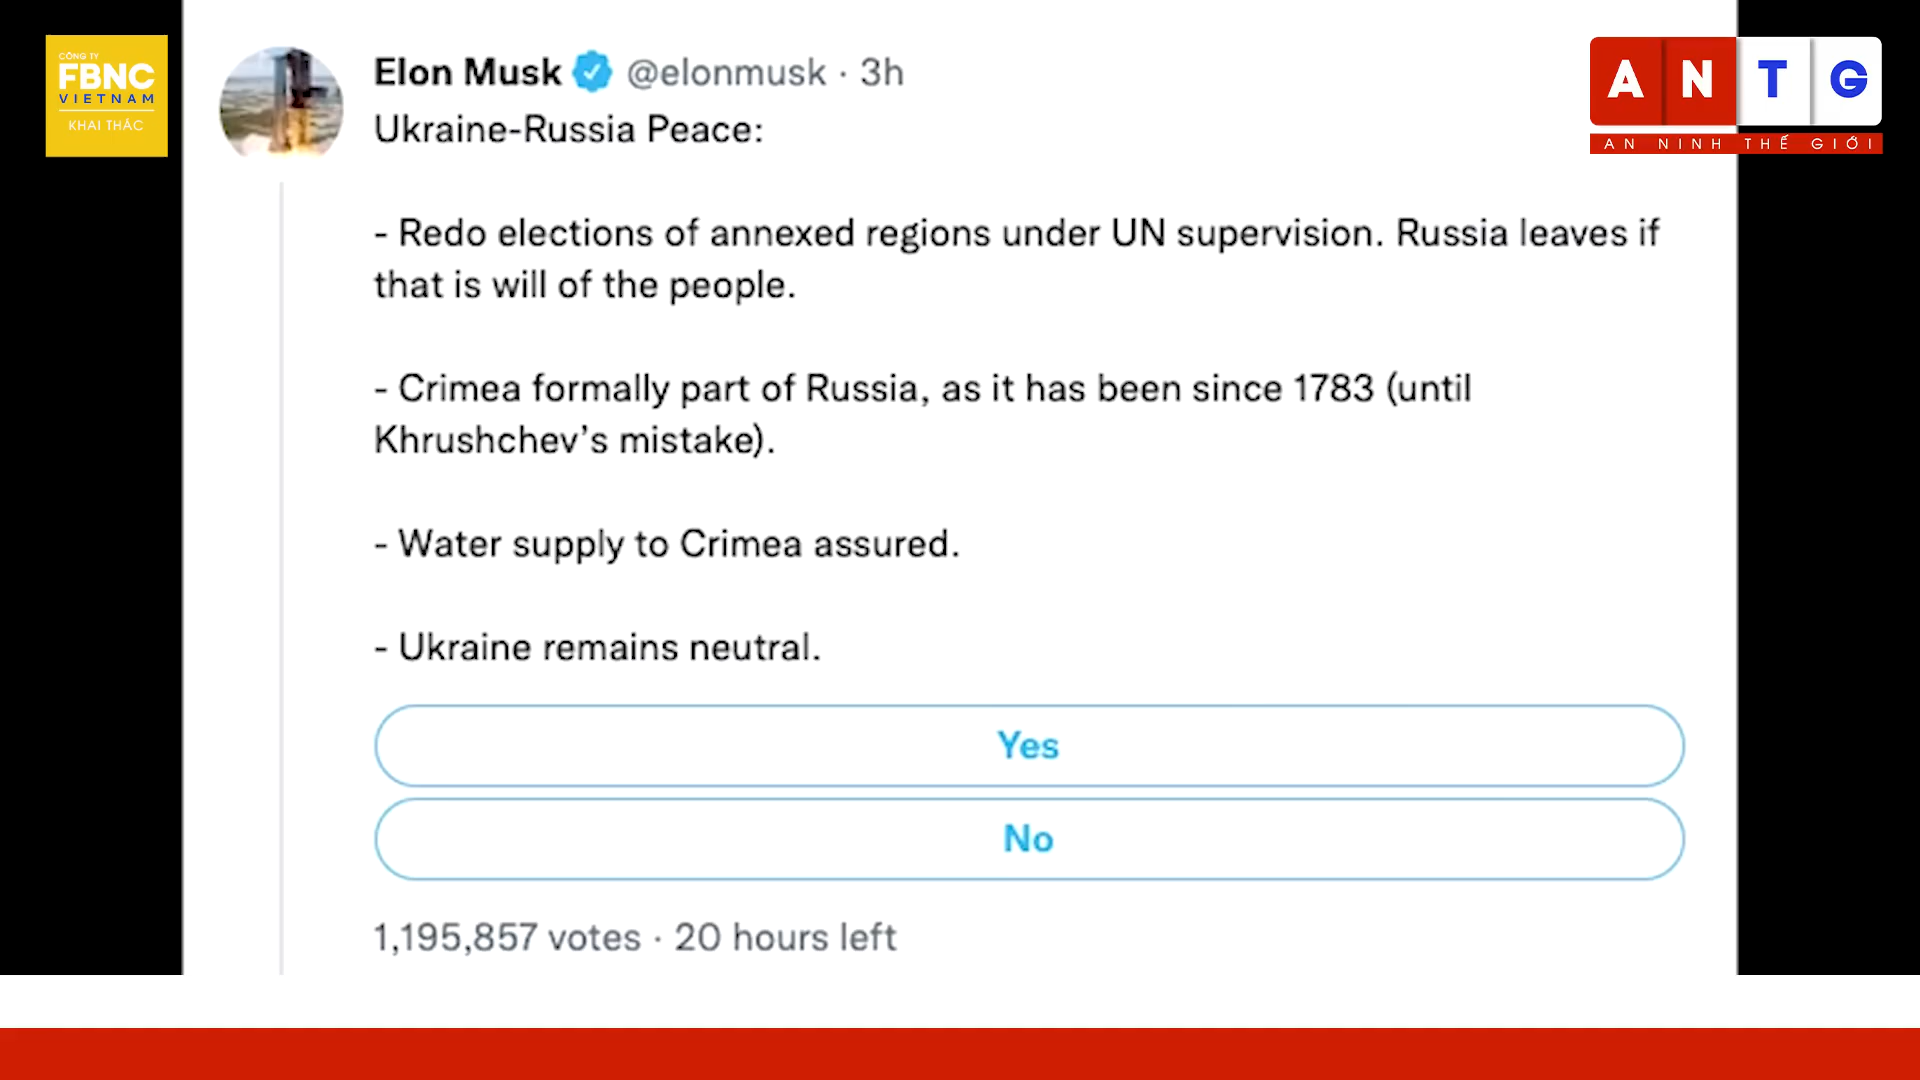 CÔNG TY
FBNC
VIETNAM
KHAI THÁC
Elon Musk @elonmusk · 3h
Ukraine-Russia Peace:
- Redo elections of annexed regions under UN supervision. Russia leaves if
that is will of the people.
- Crimea formally part of Russia, as it has been since 1783 (until
Khrushchev’s mistake).
- Water supply to Crimea assured.
- Ukraine remains neutral.
Yes
No
1,195,857 votes · 20 hours left
ANTG
AN NINH THẾ GIỚI